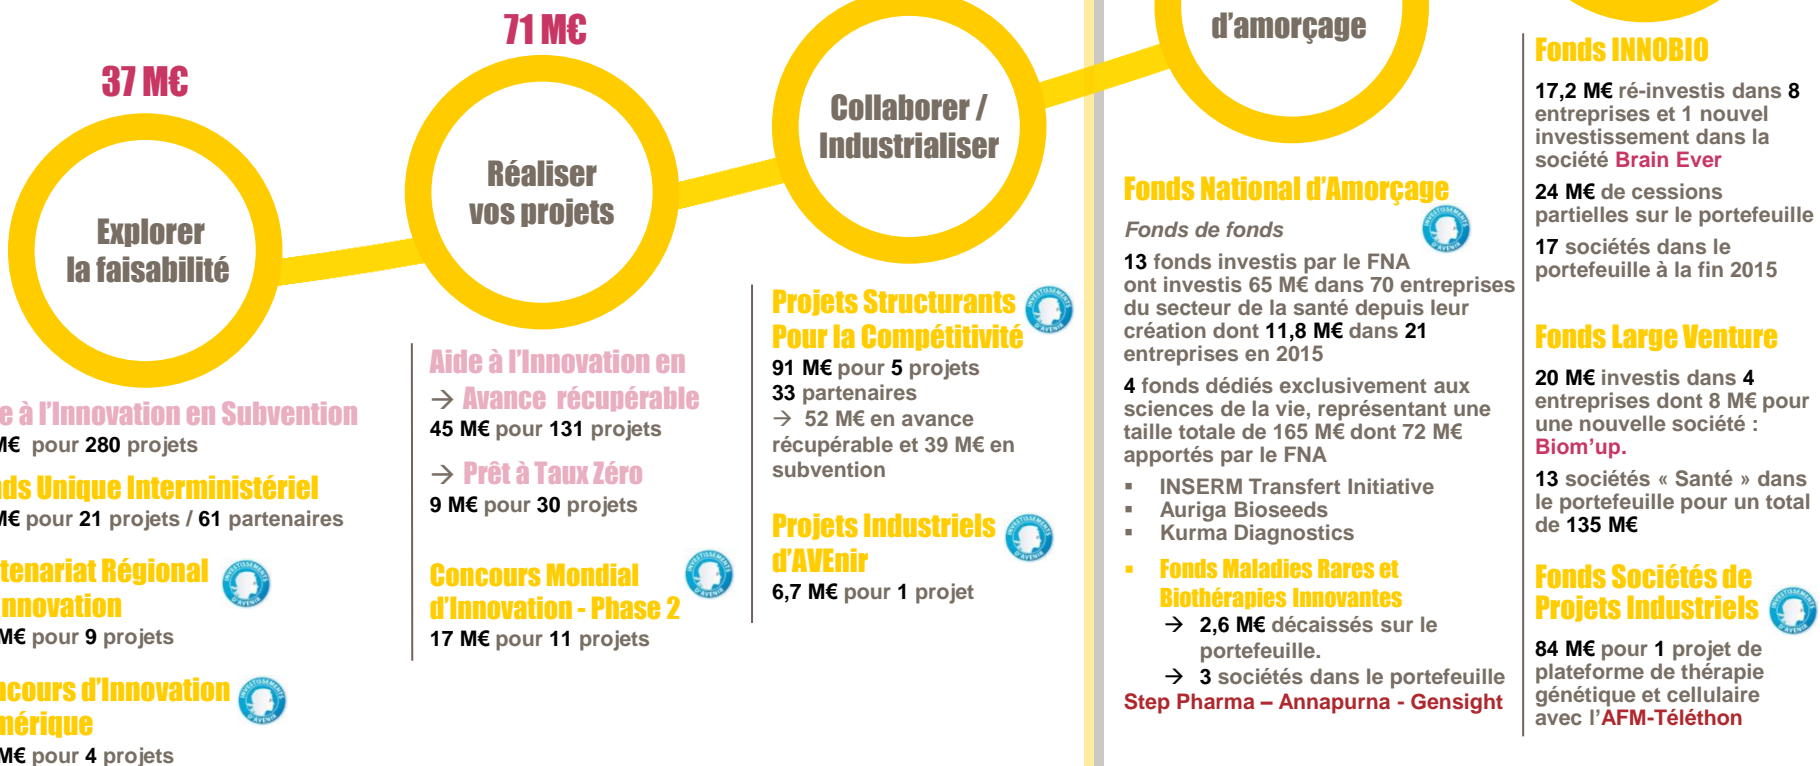 37 M€
Explorer
la faisabilité
à l'Innovation en Subvention
M€ pour 280 projets
Unique Interministériel
M€ pour 21 projets / 61 partenaires
Régional
M€ pour 9 projets
d'Innovation
M€ pour 4 projets
71 M€
Réaliser
vos projets
Aide à l'Innovation en
→ Avance récupérable
45 M€ pour 131 projets
→ Prêt à Taux Zéro
9 M€ pour 30 projets
Concours Mondial
d'Innovation - Phase 2
17 M€ pour 11 projets
Collaborer /
Industrialiser
Projets Structurants
Pour la Compétitivité
91 M€ pour 5 projets
33 partenaires
→ 52 M€ en avance
récupérable et 39 M€ en
subvention
Projets Industriels
d'AVEnir
6,7 M€ pour 1 projet
d'amorçage
Fonds National d'Amorçage
Fonds de fonds
13 fonds investis par le FNA
ont investis 65 M€ dans 70 entreprises
du secteur de la santé depuis leur
création dont 11,8 M€ dans 21
entreprises en 2015
4 fonds dédiés exclusivement aux
sciences de la vie, représentant une
taille totale de 165 M€ dont 72 M€
apportés par le FNA
▪ INSERM Transfert Initiative
▪ Auriga Bioseeds
▪ Kurma Diagnostics
▪ Fonds Maladies Rares et
Biothérapies Innovantes
→ 2,6 M€ décaissés sur le
portefeuille.
→ 3 sociétés dans le portefeuille
Step Pharma – Annapurna - Gensight
Fonds INNOBIO
17,2 M€ ré-investis dans 8
entreprises et 1 nouvel
investissement dans la
société Brain Ever
24 M€ de cessions
partielles sur le portefeuille
17 sociétés dans le
portefeuille à la fin 2015
Fonds Large Venture
20 M€ investis dans 4
entreprises dont 8 M€ pour
une nouvelle société :
Biom'up.
13 sociétés « Santé » dans
le portefeuille pour un total
de 135 M€
Fonds Sociétés de
Projets Industriels
84 M€ pour 1 projet de
plateforme de thérapie
génétique et cellulaire
avec l'AFM-Téléthon